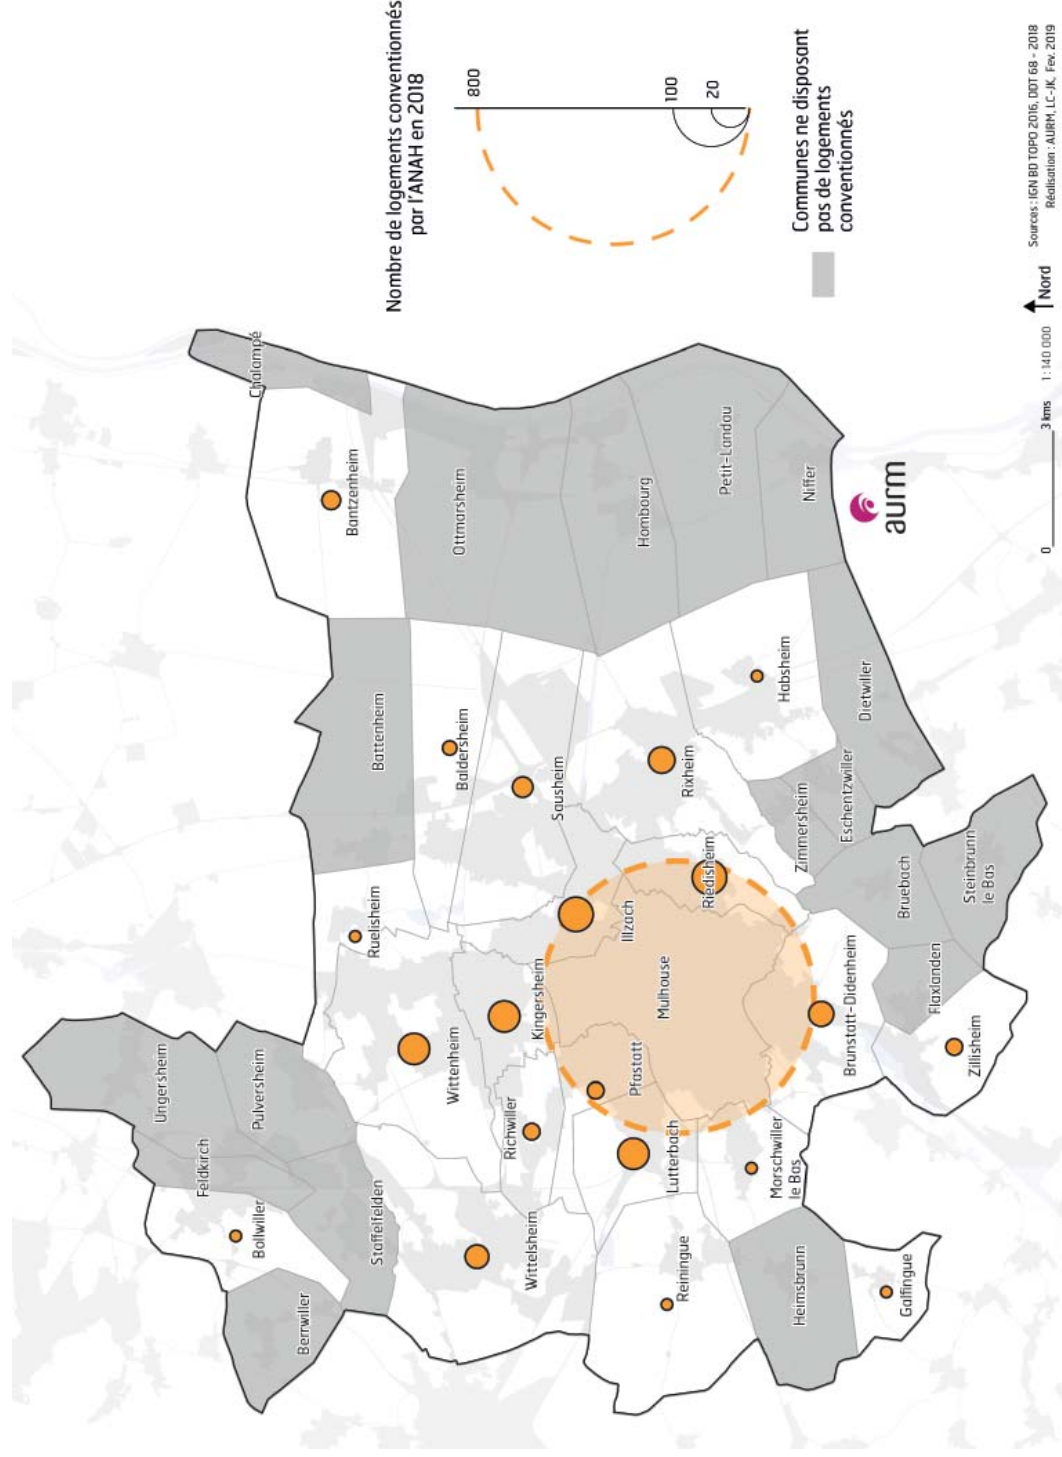 Nombre de logements conventionnés
par l'ANAH en 2018
800
100
20
Communes ne disposant
pas de logements
conventionnés
Ungersheim
Feldkirch
Pulversheim
Bollwiller
Berrwiller
Staffelfelden
Ruelisheim
Battenheim
Bantzenheim
Chalampé
Wittenheim
Baldersheim
Ottmarsheim
Wittelsheim
Richwiller
Kingersheim
Sausheim
Illzach
Pfastatt
Lutterbach
Mulhouse
Reiningue
Riedisheim
Rixheim
Hombourg
Petit-Landau
Niffer
Habsheim
Morschwiller
le Bas
Heimsbrunn
Galfingue
Brunstatt-Didenheim
Zimmersheim
Eschentzwiller
Dietwiller
Bruebach
Flaxlanden
Zillisheim
Steinbrunn
le Bas
aurm
0 3 kms 1 : 140 000 Nord
Sources : IGN BD TOPO 2016, DDT 68 - 2018
Réalisation : AURM, LC-JK, Fev. 2019